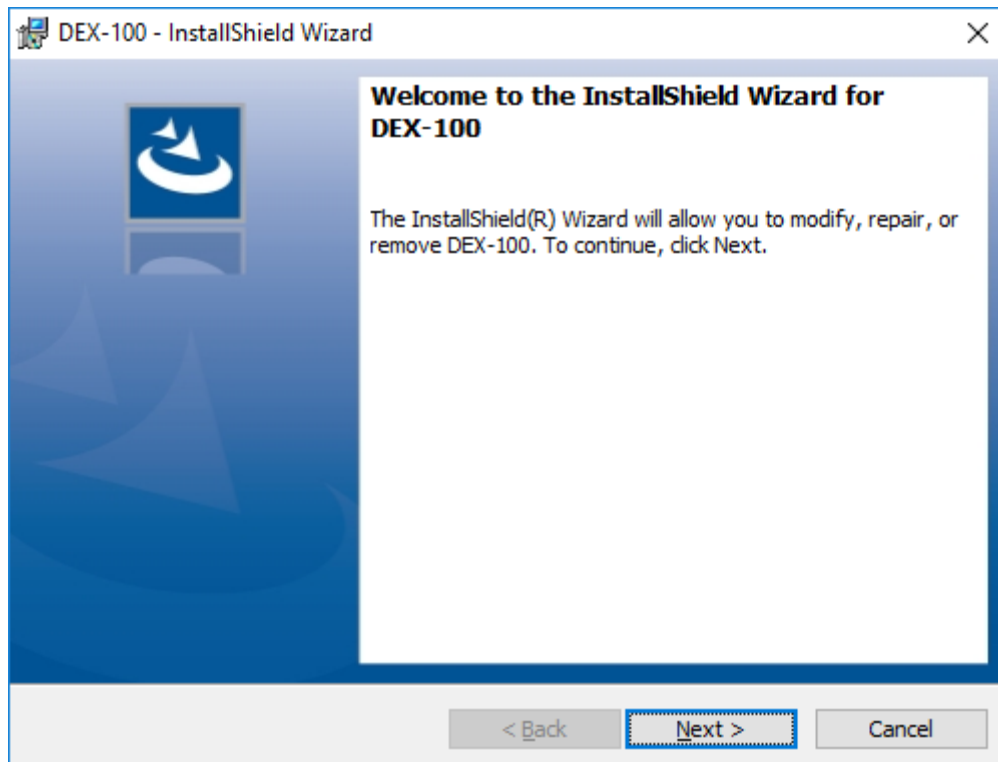 DEX-100 - InstallShield Wizard
Welcome to the InstallShield Wizard for
DEX-100
The InstallShield(R) Wizard will allow you to modify, repair, or
remove DEX-100. To continue, click Next.
< Back
Next >
Cancel